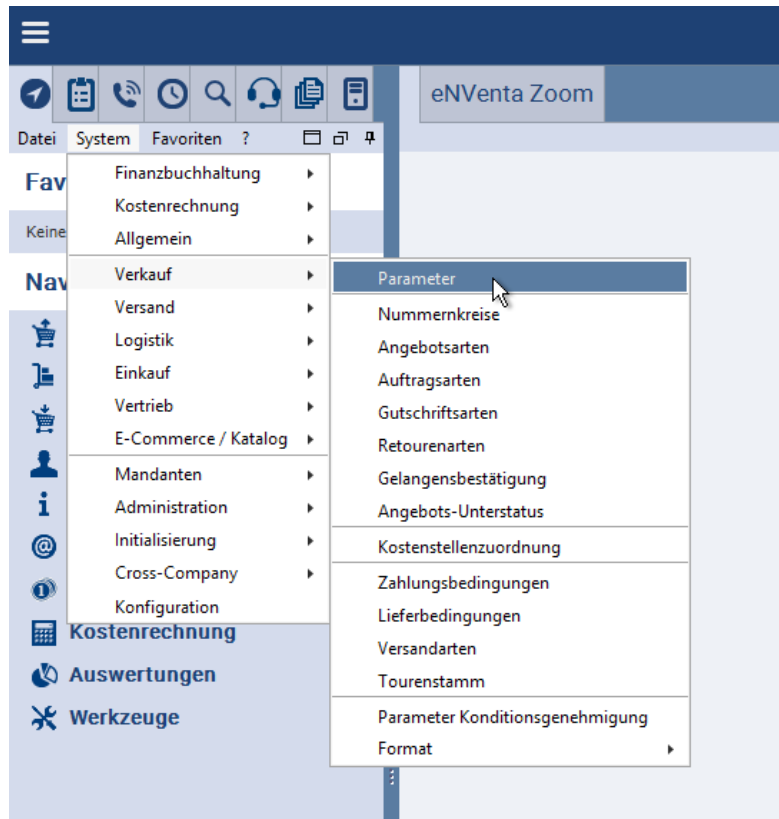 eNVenta Zoom
Datei System Favoriten ?
Fav
Keine
Nav
Finanzbuchhaltung
Kostenrechnung
Allgemein
Verkauf
Versand
Logistik
Einkauf
Vertrieb
E-Commerce / Katalog
Mandanten
Administration
Initialisierung
Cross-Company
Konfiguration
Parameter
Nummernkreise
Angebotsarten
Auftragsarten
Gutschriftsarten
Retourenarten
Gelangensbestätigung
Angebots-Unterstatus
Kostenstellenzuordnung
Zahlungsbedingungen
Lieferbedingungen
Versandarten
Tourenstamm
Parameter Konditionsgenehmigung
Format
Kostenrechnung
Auswertungen
Werkzeuge